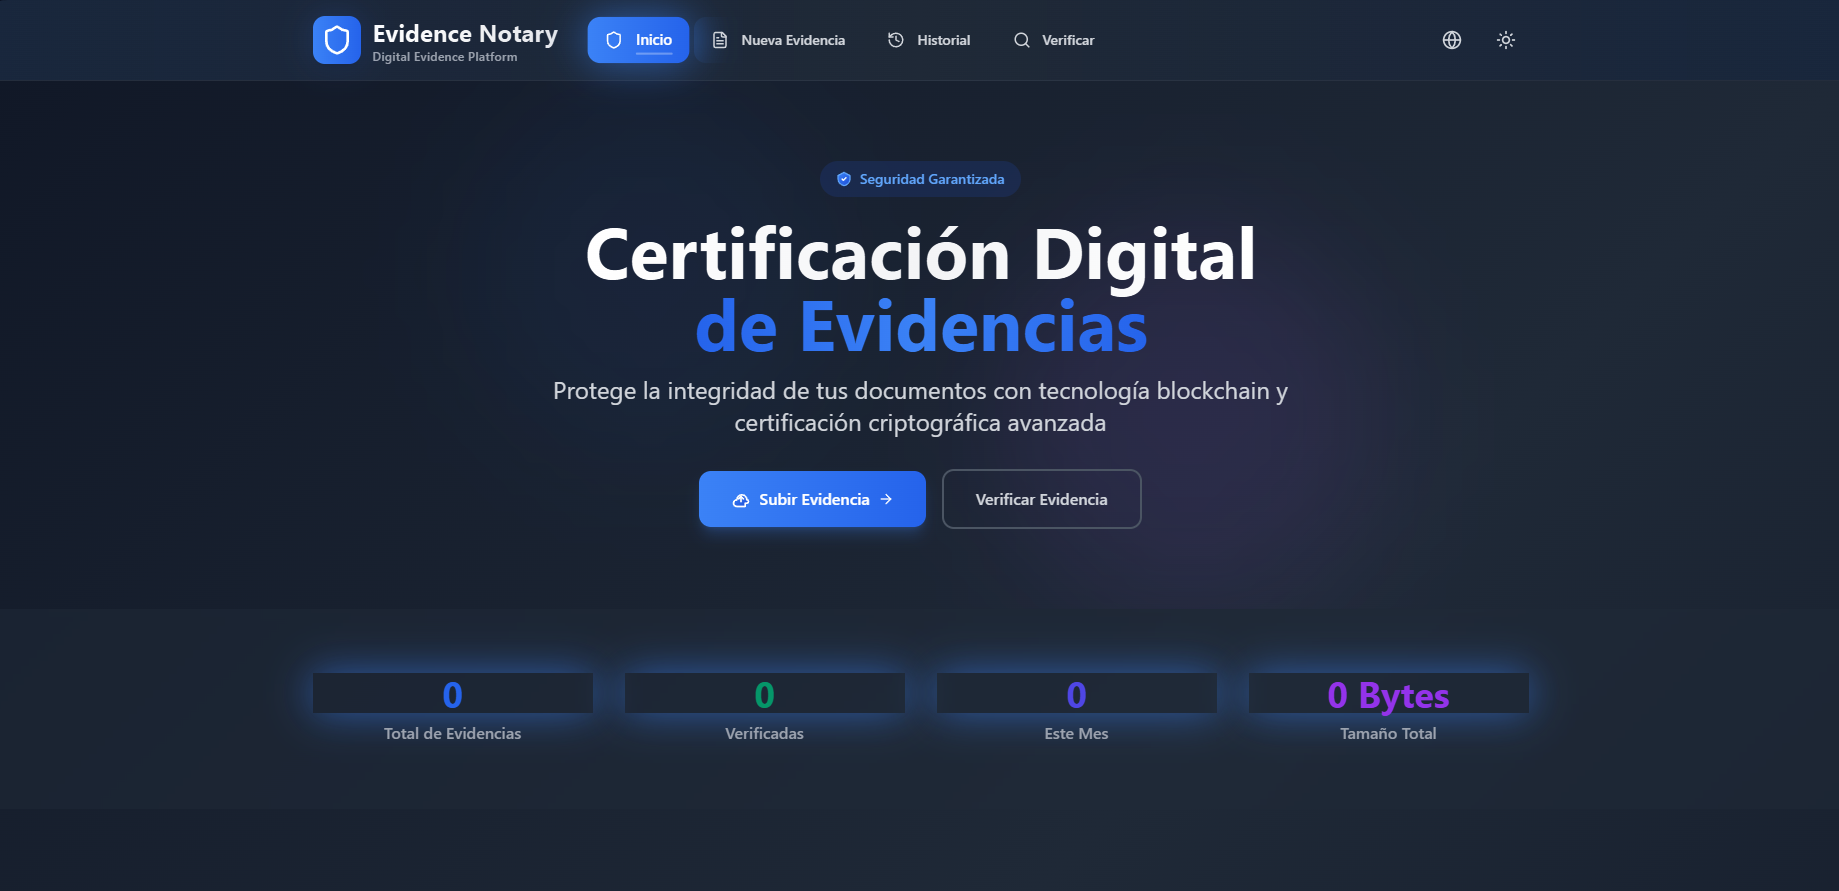 Evidence Notary
Digital Evidence Platform
Inicio
Nueva Evidencia
Historial
Verificar
Seguridad Garantizada
Certificación Digital
de Evidencias
Protege la integridad de tus documentos con tecnología blockchain y
certificación criptográfica avanzada
Subir Evidencia
Verificar Evidencia
0
Total de Evidencias
0
Verificadas
0
Este Mes
0 Bytes
Tamaño Total